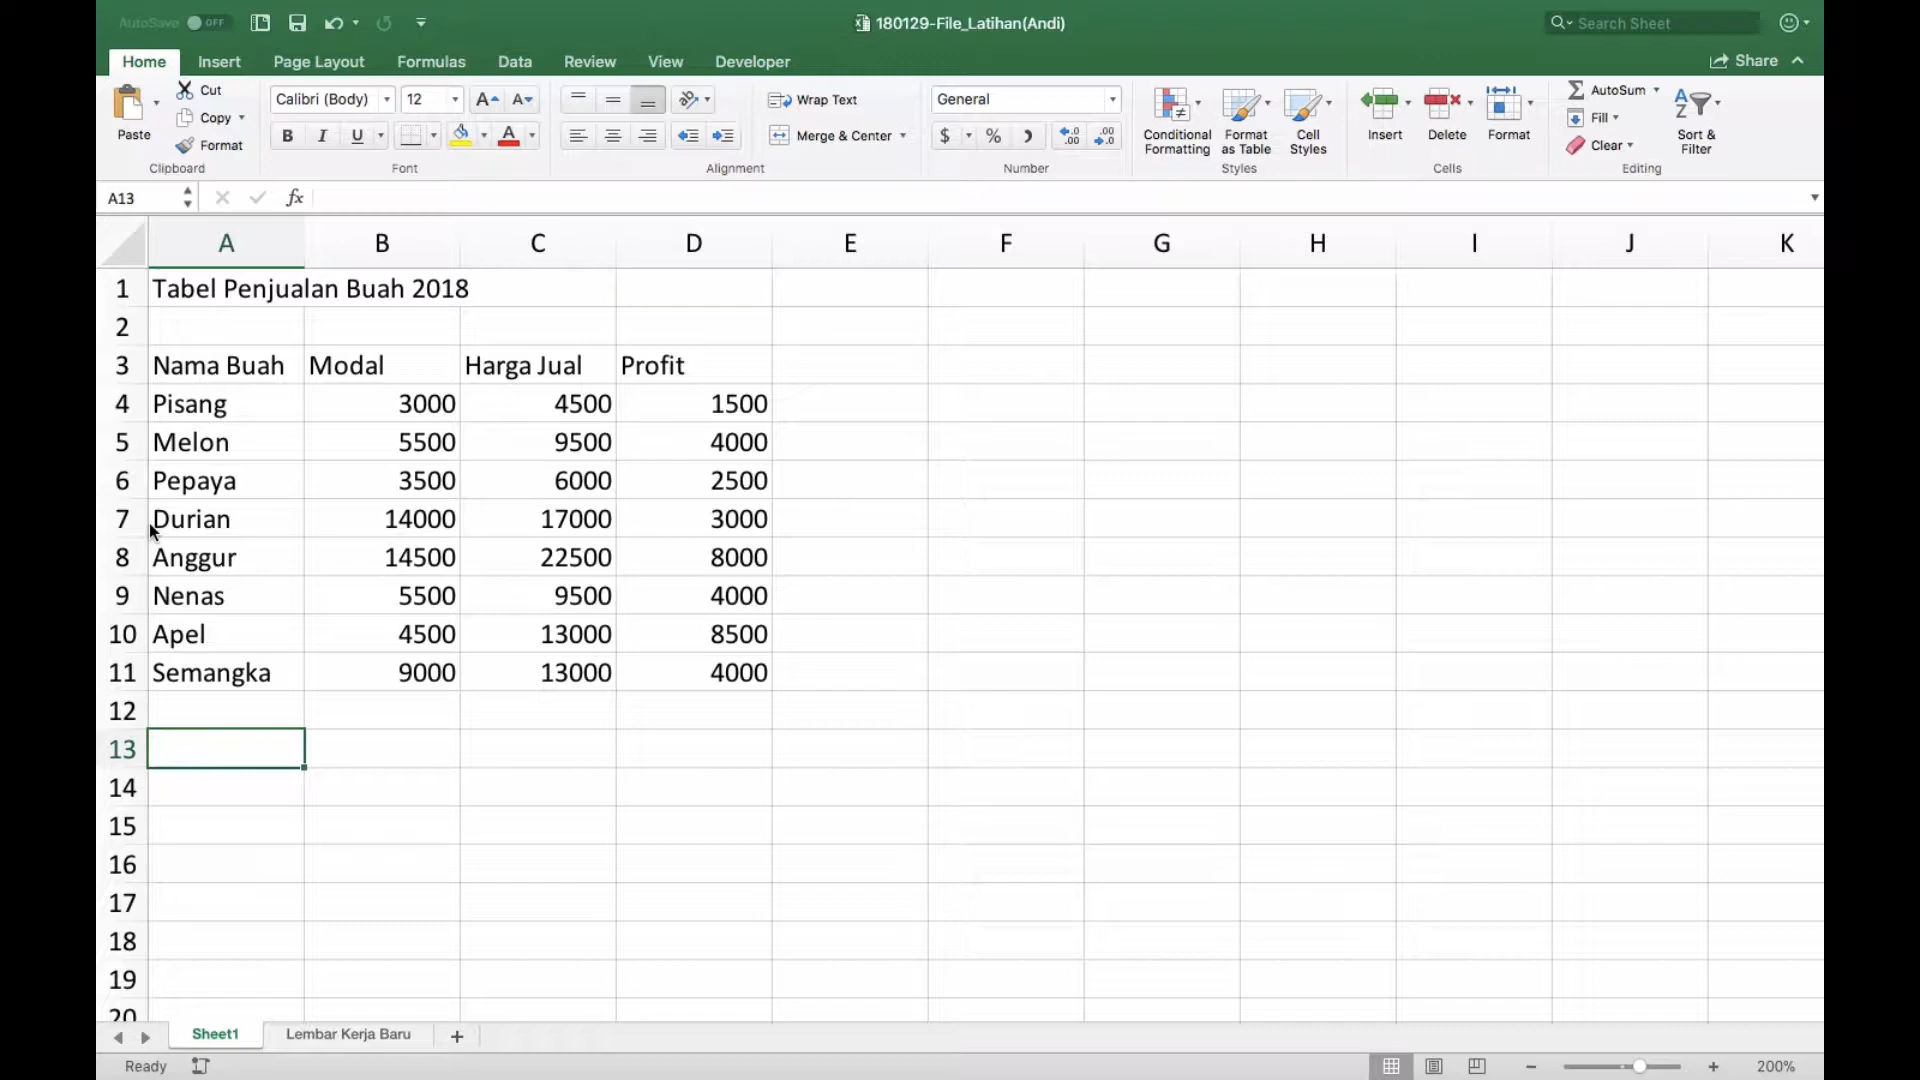 AutoSave OFF 180129-File_Latihan(Andi) Search Sheet
Home Insert Page Layout Formulas Data Review View Developer Share
Paste Cut Copy Format Clipboard
Calibri (Body) 12 A A B I U A Font
Wrap Text Merge & Center Alignment
General $ % Number
Conditional Formatting Format as Table Cell Styles Styles
Insert Delete Format Cells
AutoSum Fill Clear Sort & Filter Editing
A13 fx
A B C D E F G H I J K
1 Tabel Penjualan Buah 2018
2
3 Nama Buah Modal Harga Jual Profit
4 Pisang 3000 4500 1500
5 Melon 5500 9500 4000
6 Pepaya 3500 6000 2500
7 Durian 14000 17000 3000
8 Anggur 14500 22500 8000
9 Nenas 5500 9500 4000
10 Apel 4500 13000 8500
11 Semangka 9000 13000 4000
12
13
14
15
16
17
18
19
20
Sheet1 Lembar Kerja Baru +
Ready 200%